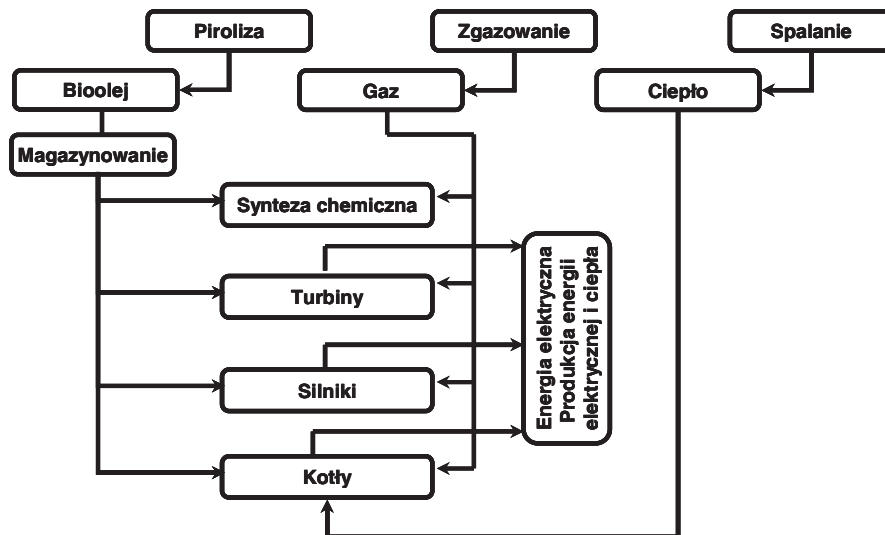 Piroliza
Zgazowanie
Spalanie
Bioolej
Gaz
Ciepło
Magazynowanie
Synteza chemiczna
Turbiny
Silniki
Kotły
Energia elektryczna
Produkcja energii
elektrycznej i ciepła